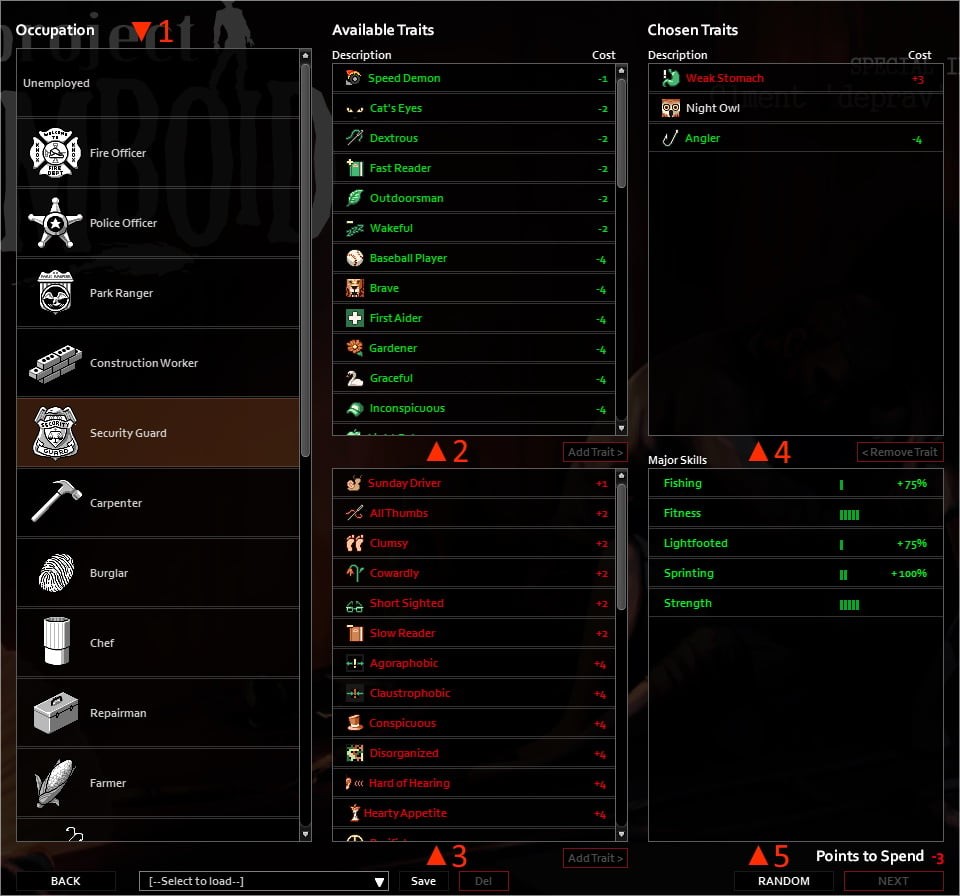 Occupation
1
Unemployed
Fire Officer
Police Officer
Park Ranger
Construction Worker
Security Guard
Carpenter
Burglar
Chef
Repairman
Farmer
Available Traits
Description Cost
Speed Demon -1
Cat's Eyes -2
Dextrous -2
Fast Reader -2
Outdoorsman -2
Wakeful -2
Baseball Player -4
Brave -4
First Aider -4
Gardener -4
Graceful -4
Inconspicuous -4
2 Add Trait >
Sunday Driver +1
All Thumbs +2
Clumsy +2
Cowardly +2
Short Sighted +2
Slow Reader +2
Agoraphobic +4
Claustrophobic +4
Conspicuous +4
Disorganized +4
Hard of Hearing +4
Hearty Appetite +4
3 Add Trait >
Chosen Traits
Description Cost
Weak Stomach +3
Night Owl
Angler -4
4 < Remove Trait
Major Skills
Fishing +75%
Fitness
Lightfooted +75%
Sprinting +100%
Strength
5 Points to Spend -3
BACK [--Select to load--] Save Del RANDOM NEXT
project